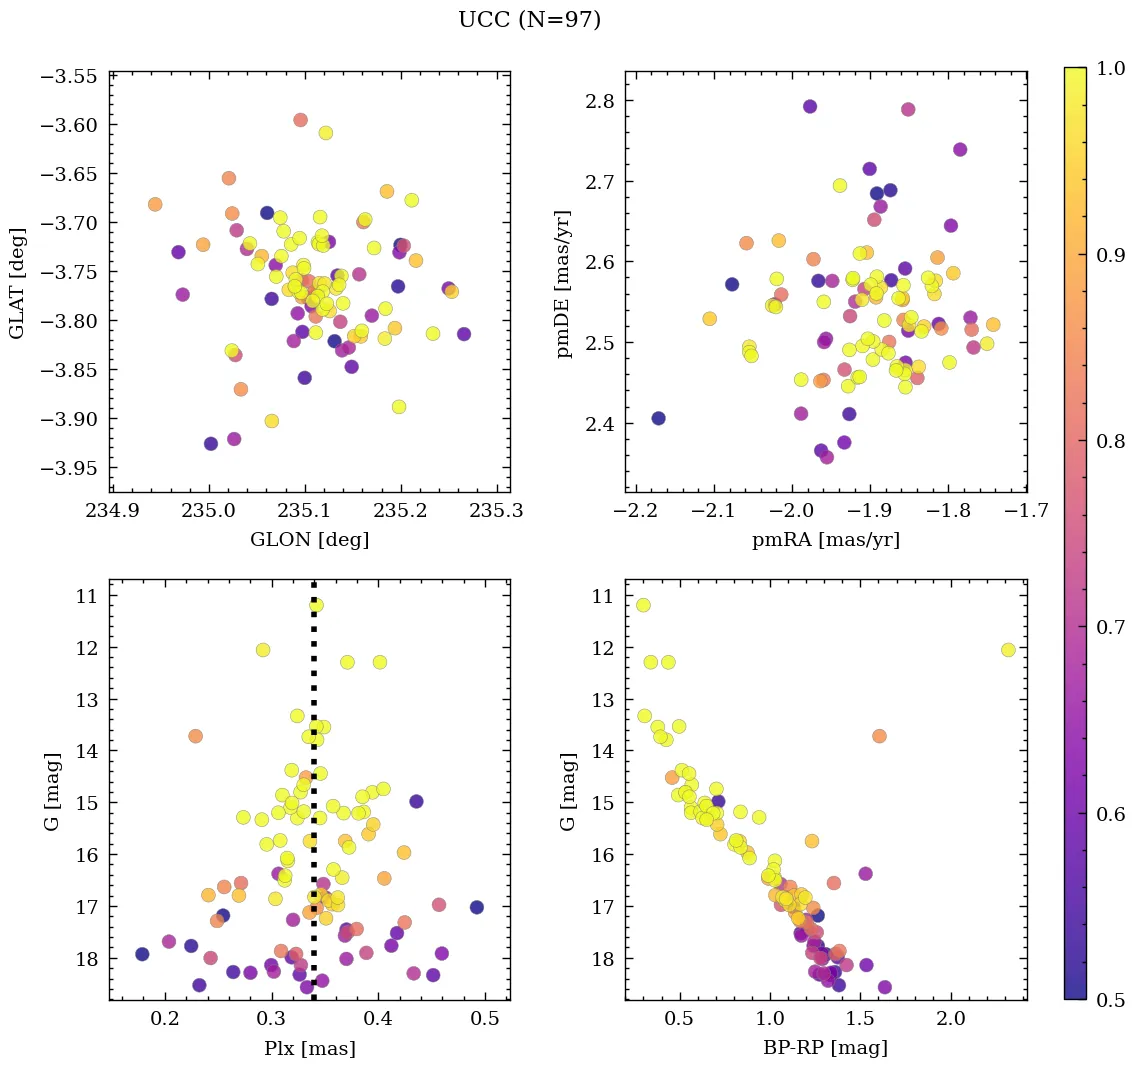 UCC (N=97)
−3.55
−3.60
−3.65
−3.70
−3.75
−3.80
−3.85
−3.90
−3.95
GLAT [deg]
234.9 235.0 235.1 235.2 235.3
GLON [deg]
2.8
2.7
2.6
2.5
2.4
pmDE [mas/yr]
−2.2 −2.1 −2.0 −1.9 −1.8 −1.7
pmRA [mas/yr]
11
12
13
14
15
16
17
18
G [mag]
0.2 0.3 0.4 0.5
Plx [mas]
11
12
13
14
15
16
17
18
G [mag]
0.5 1.0 1.5 2.0
BP-RP [mag]
1.0
0.9
0.8
0.7
0.6
0.5